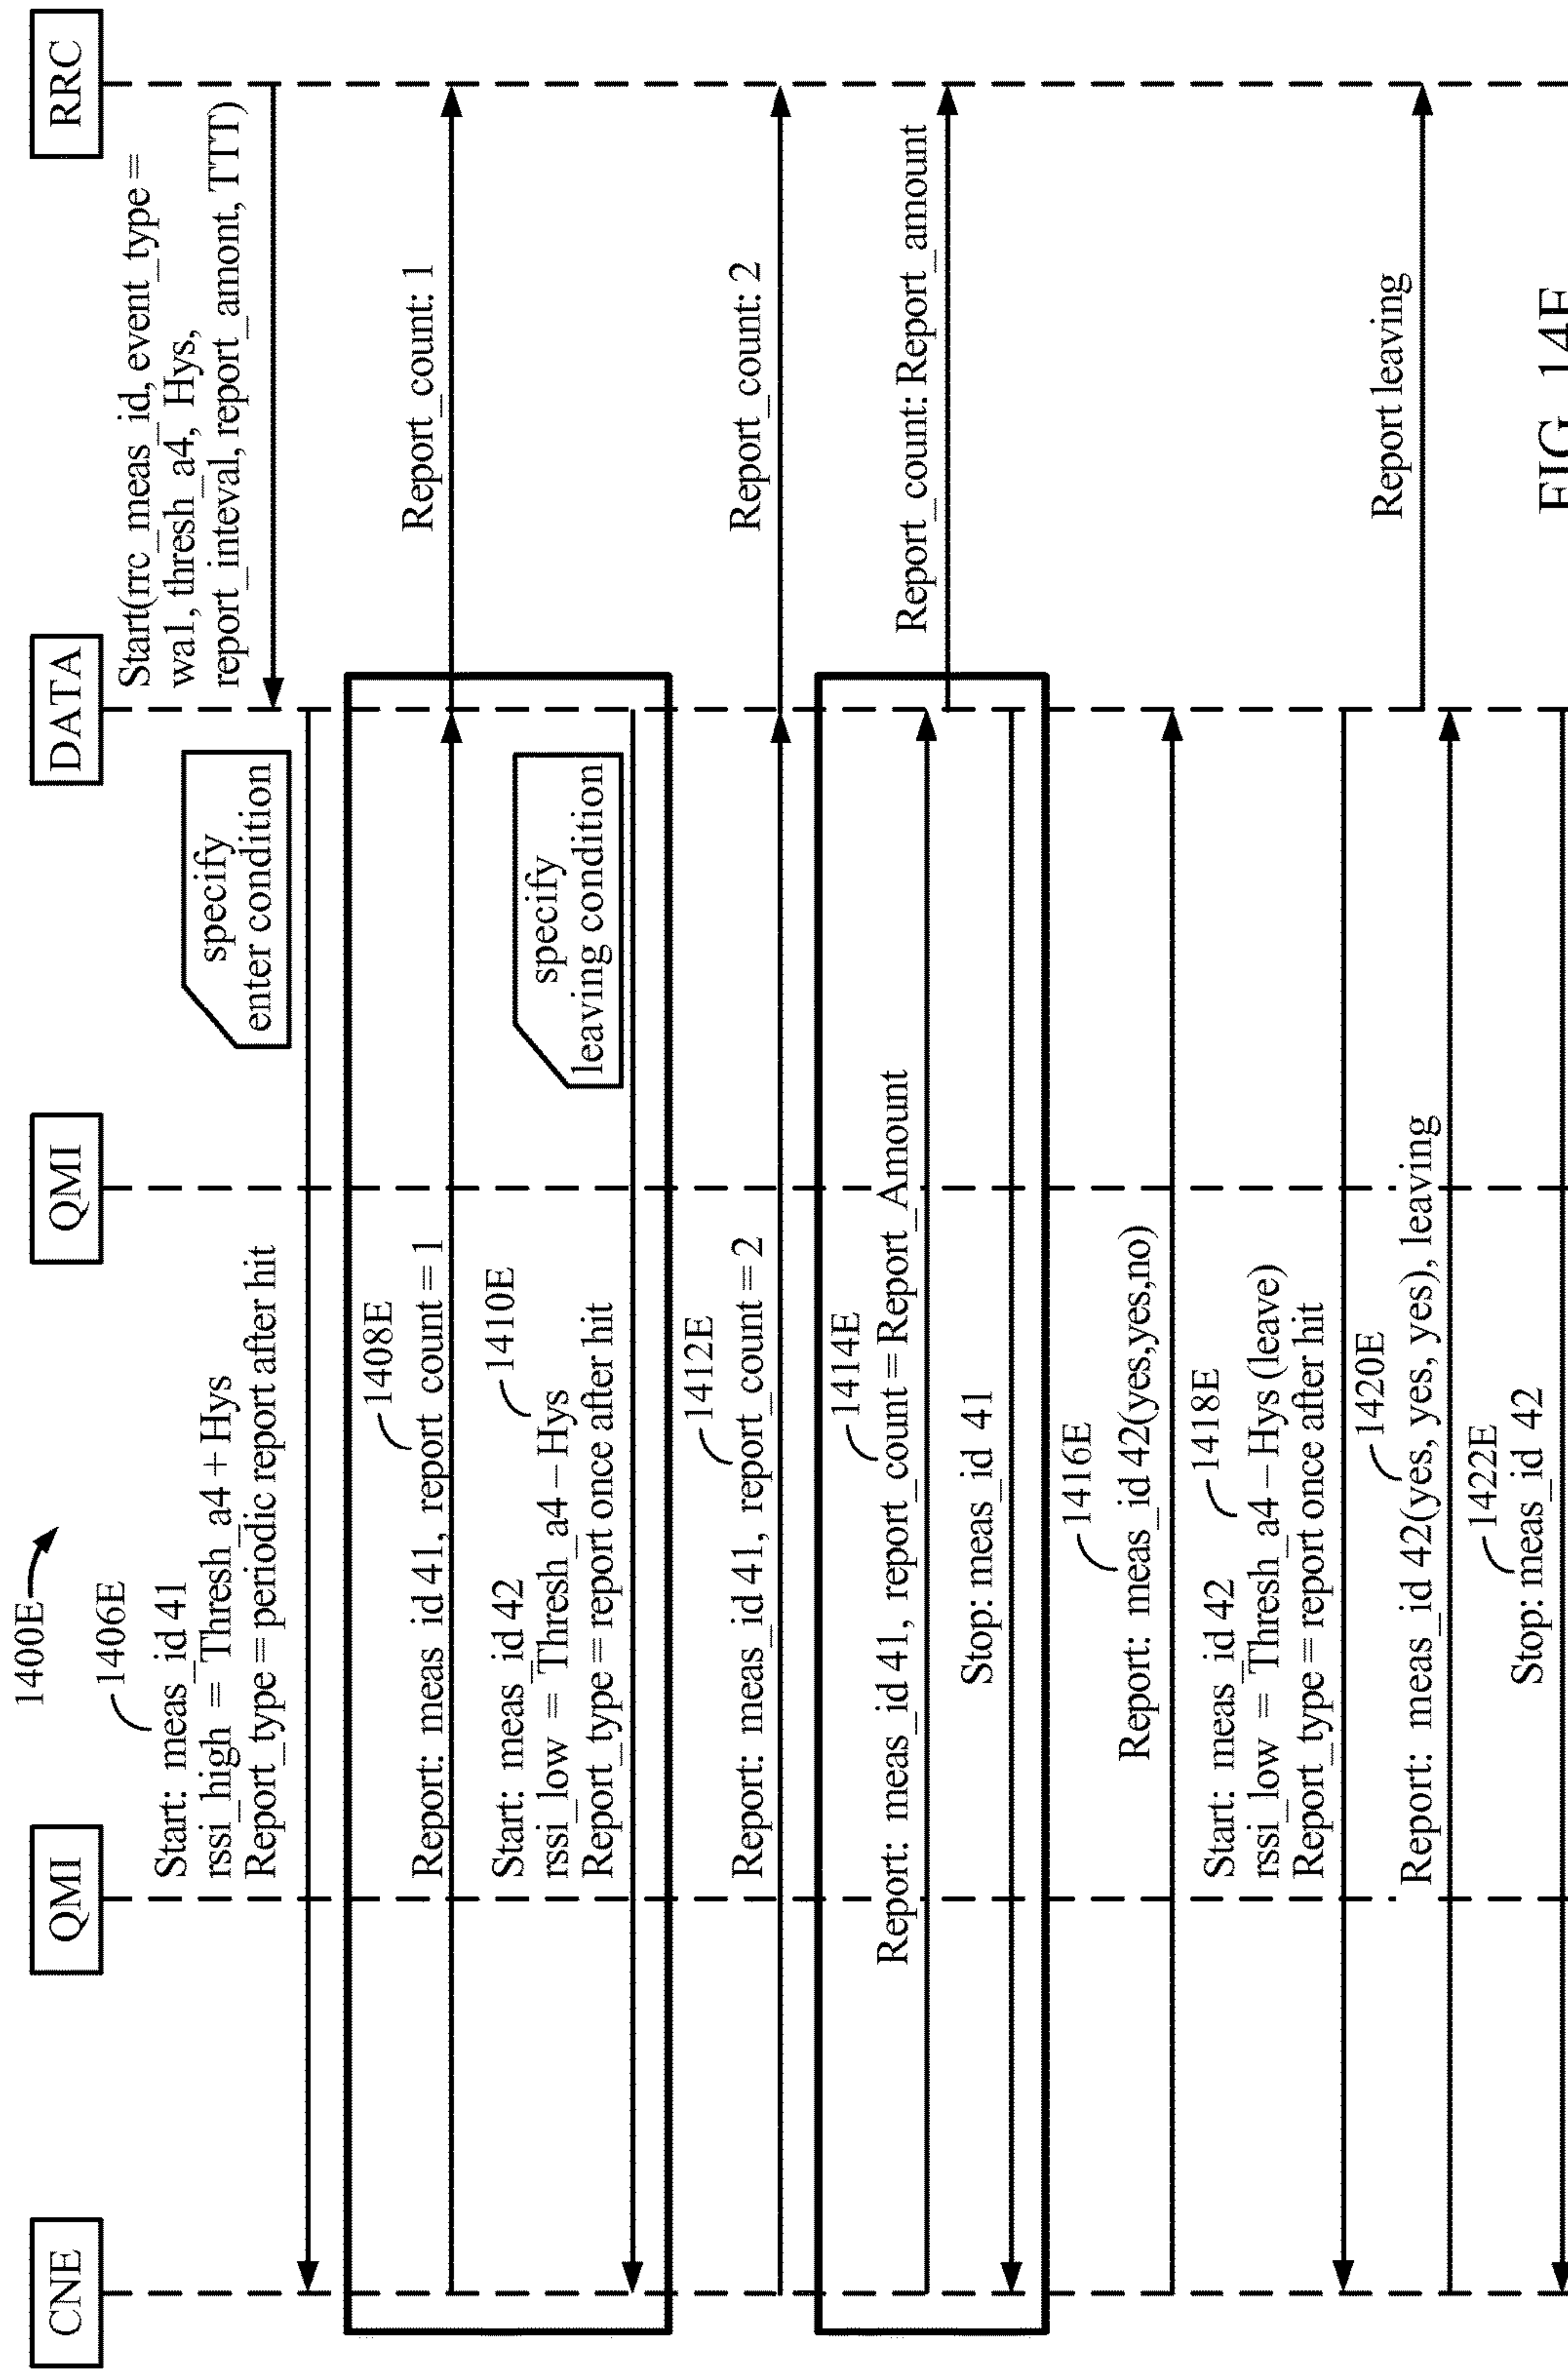 1400E
CNE
QMI
QMI
DATA
RRC
Start(rrc_meas_id, event_type =
wa1, thresh_a4, Hys,
report_inteval, report_amont, TTT)
1406E
Start: meas_id 41
rssi_high = Thresh_a4 + Hys
Report_type = periodic report after hit
specify
enter condition
1408E
Report: meas_id 41, report_count = 1
Report_count: 1
1410E
Start: meas_id 42
rssi_low = Thresh_a4 – Hys
Report_type = report once after hit
specify
leaving condition
1412E
Report: meas_id 41, report_count = 2
Report_count: 2
1414E
Report: meas_id 41, report_count = Report_Amount
Report_count: Report_amount
Stop: meas_id 41
1416E
Report: meas_id 42(yes,yes,no)
1418E
Start: meas_id 42
rssi_low = Thresh_a4 – Hys (leave)
Report_type = report once after hit
Report leaving
1420E
Report: meas_id 42(yes, yes, yes), leaving
1422E
Stop: meas_id 42